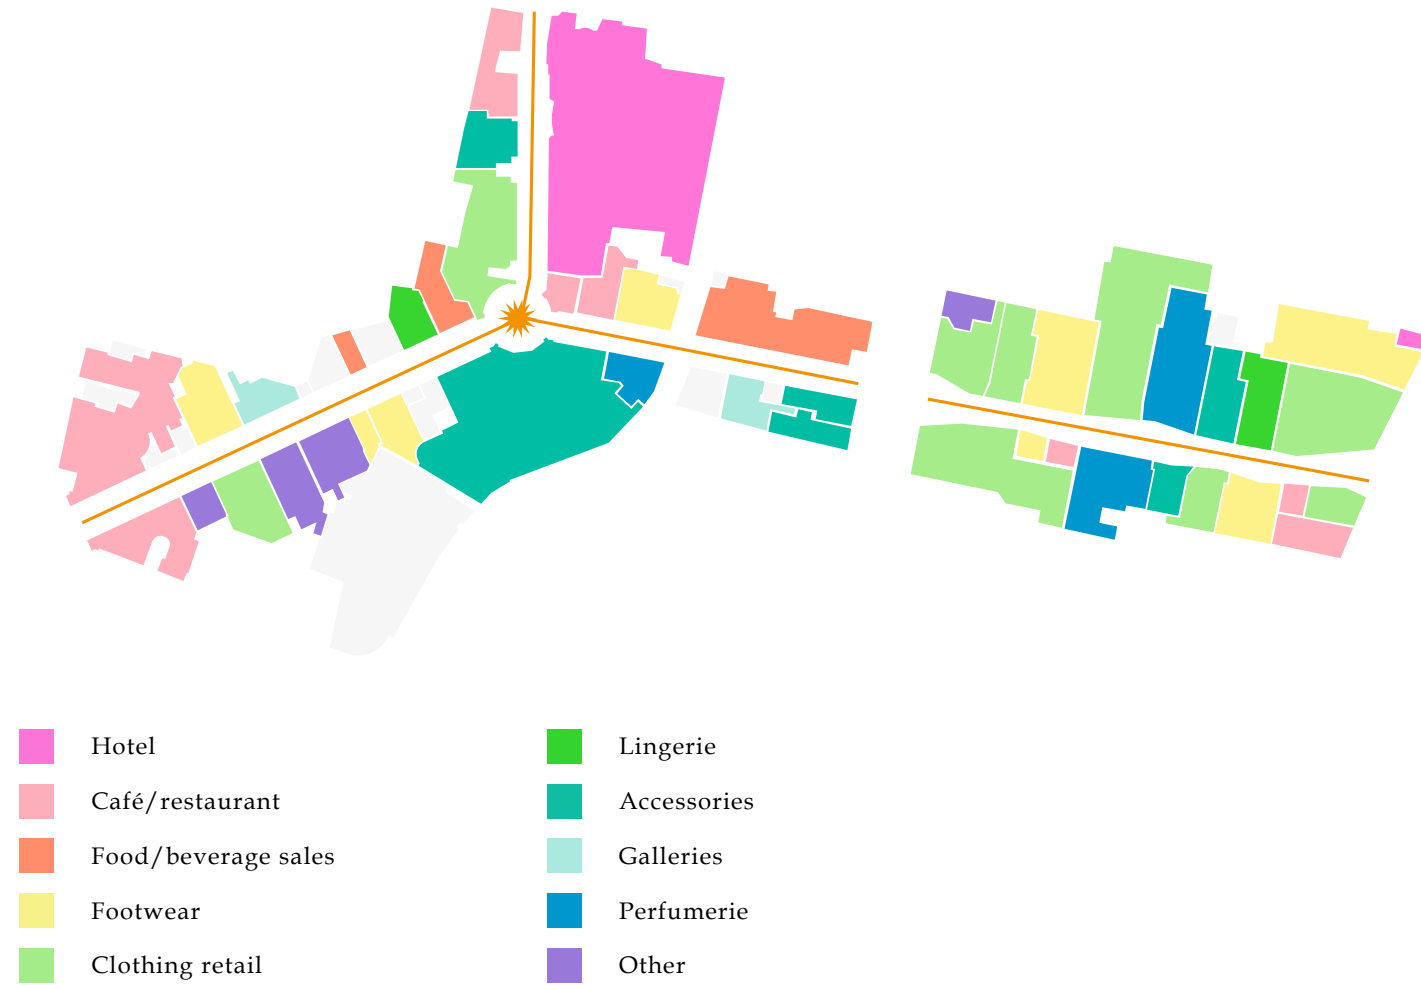 Hotel
Café/restaurant
Food/beverage sales
Footwear
Clothing retail
Lingerie
Accessories
Galleries
Perfumerie
Other